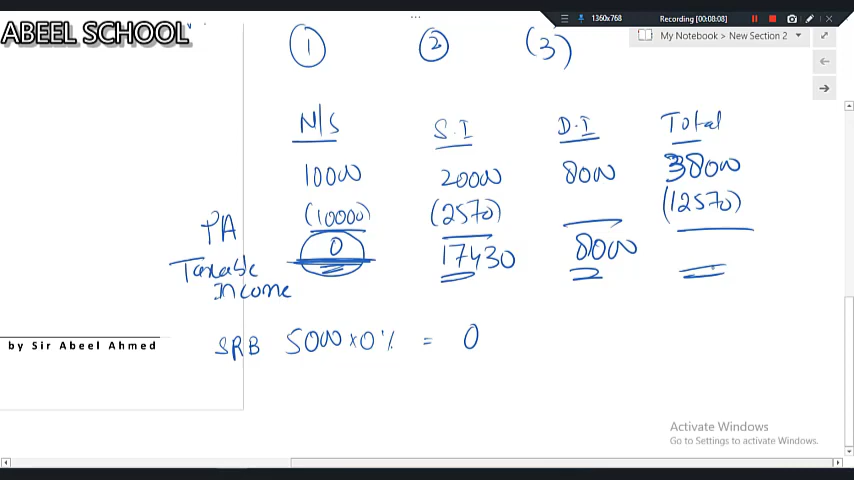 1360x768
Recording [00:08:08]
ABEEL SCHOOL
My Notebook > New Section 2
1 2 (3)
N/S S.I D.I Total
10000 20000 8000 38000
PA (10000) (2570) (12570)
0 17430 8000
Taxable
Income
SRB 5000 x 0% = 0
by Sir Abeel Ahmed
Activate Windows
Go to Settings to activate Windows.